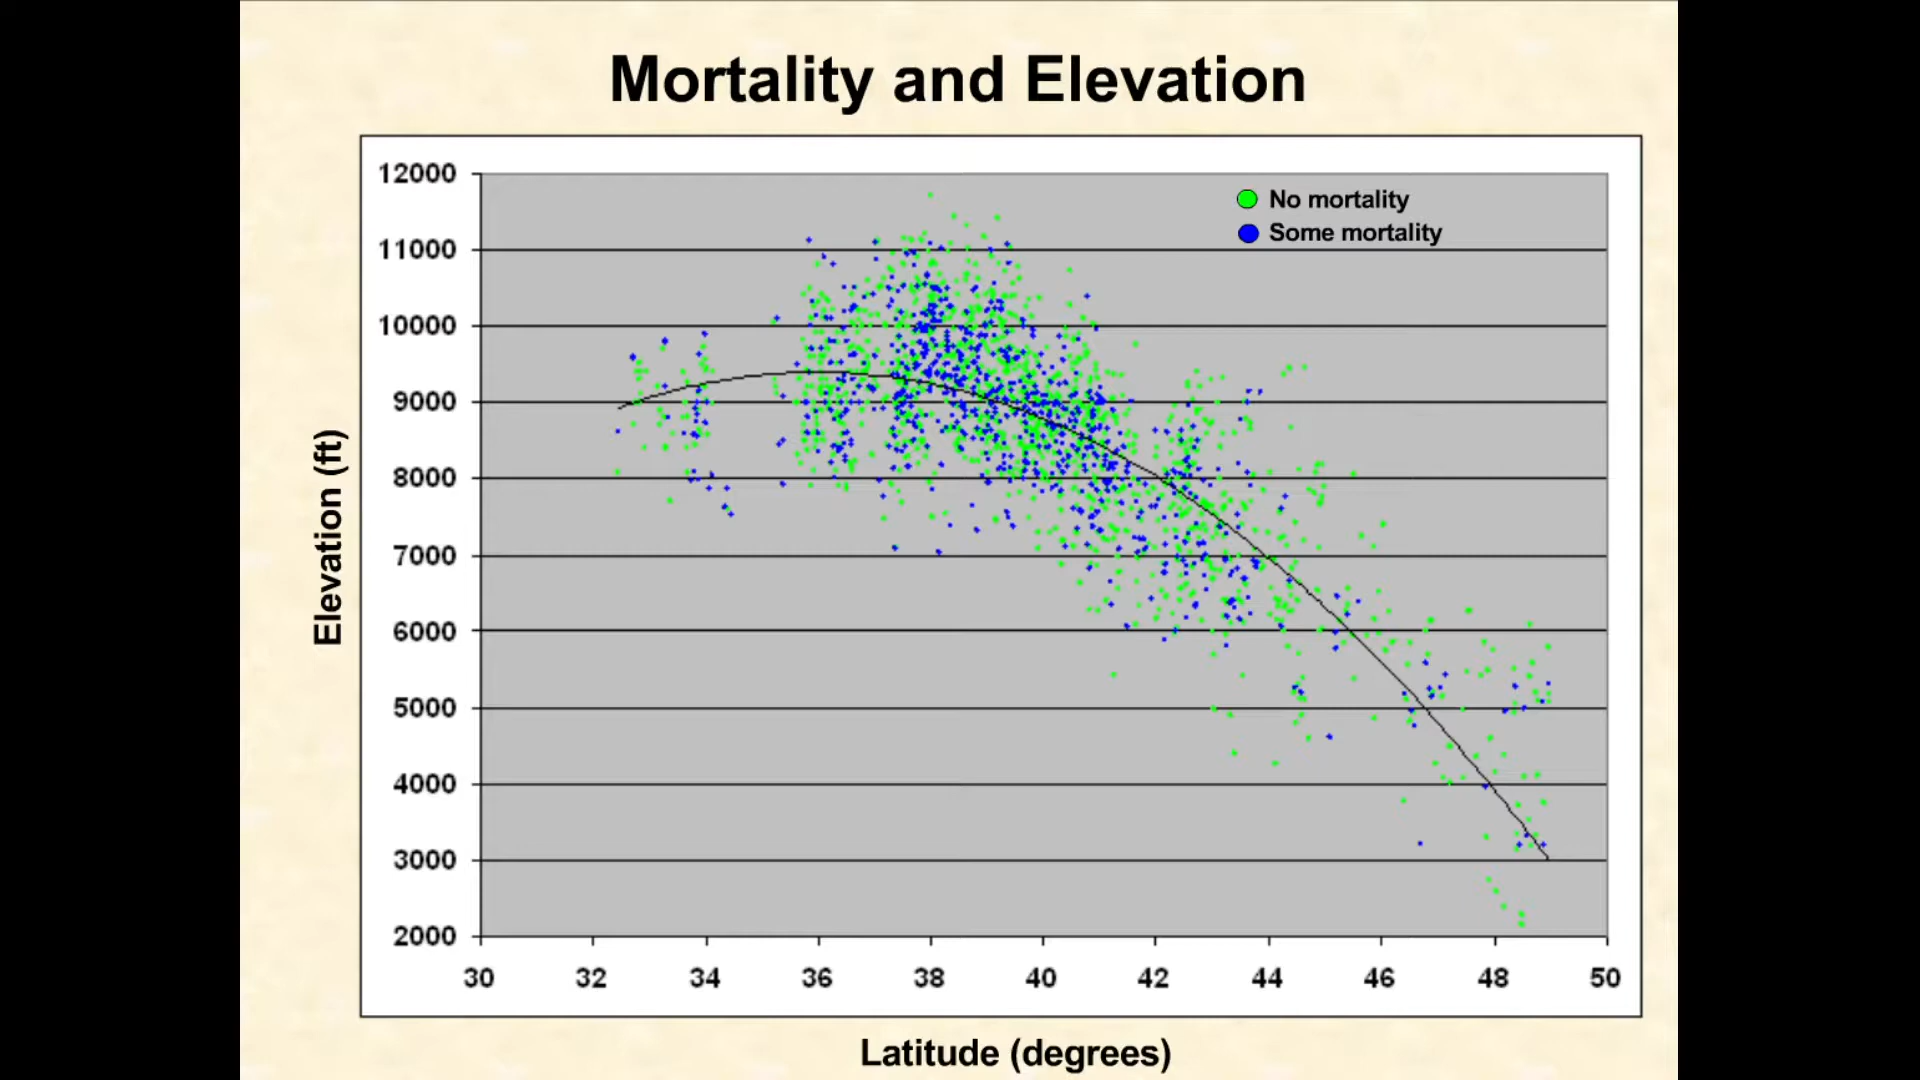 Mortality and Elevation
12000
11000
10000
9000
8000
7000
6000
5000
4000
3000
2000
No mortality
Some mortality
Elevation (ft)
30 32 34 36 38 40 42 44 46 48 50
Latitude (degrees)